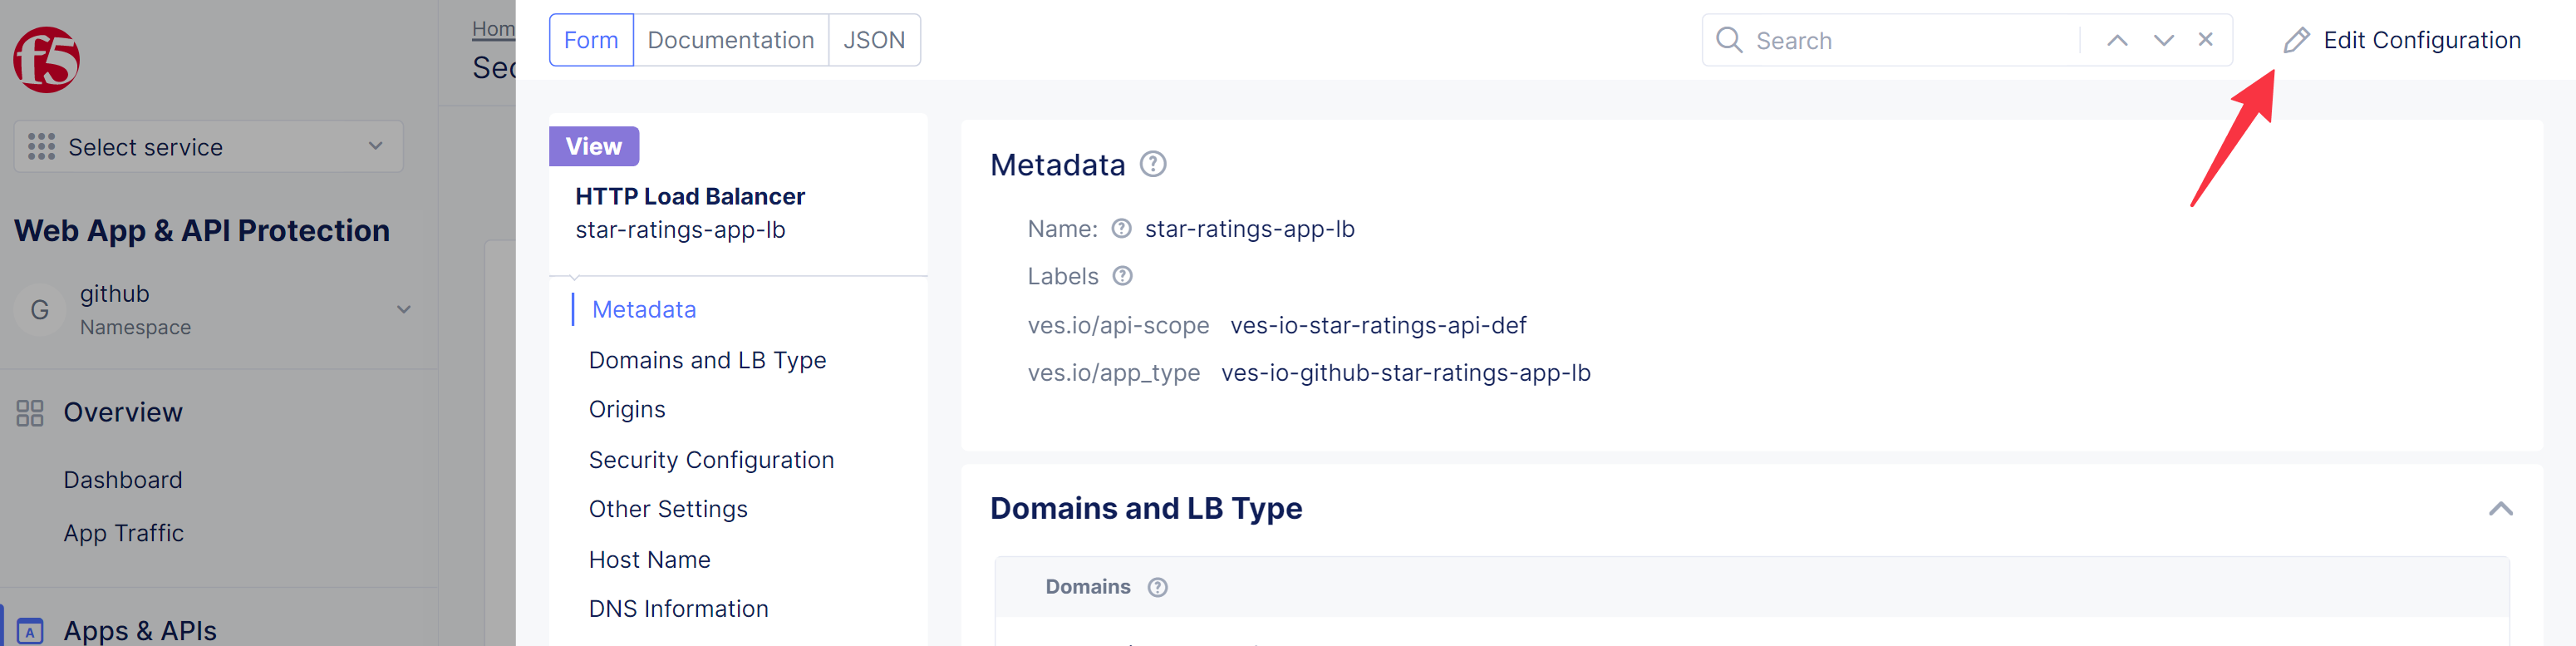 f5
Select service
Web App & API Protection
G
github
Namespace
Overview
Dashboard
App Traffic
A
Apps & APIs
Form
Documentation
JSON
Search
Edit Configuration
View
HTTP Load Balancer
star-ratings-app-lb
Metadata
Domains and LB Type
Origins
Security Configuration
Other Settings
Host Name
DNS Information
Metadata
Name: star-ratings-app-lb
Labels
ves.io/api-scope ves-io-star-ratings-api-def
ves.io/app_type ves-io-github-star-ratings-app-lb
Domains and LB Type
Domains